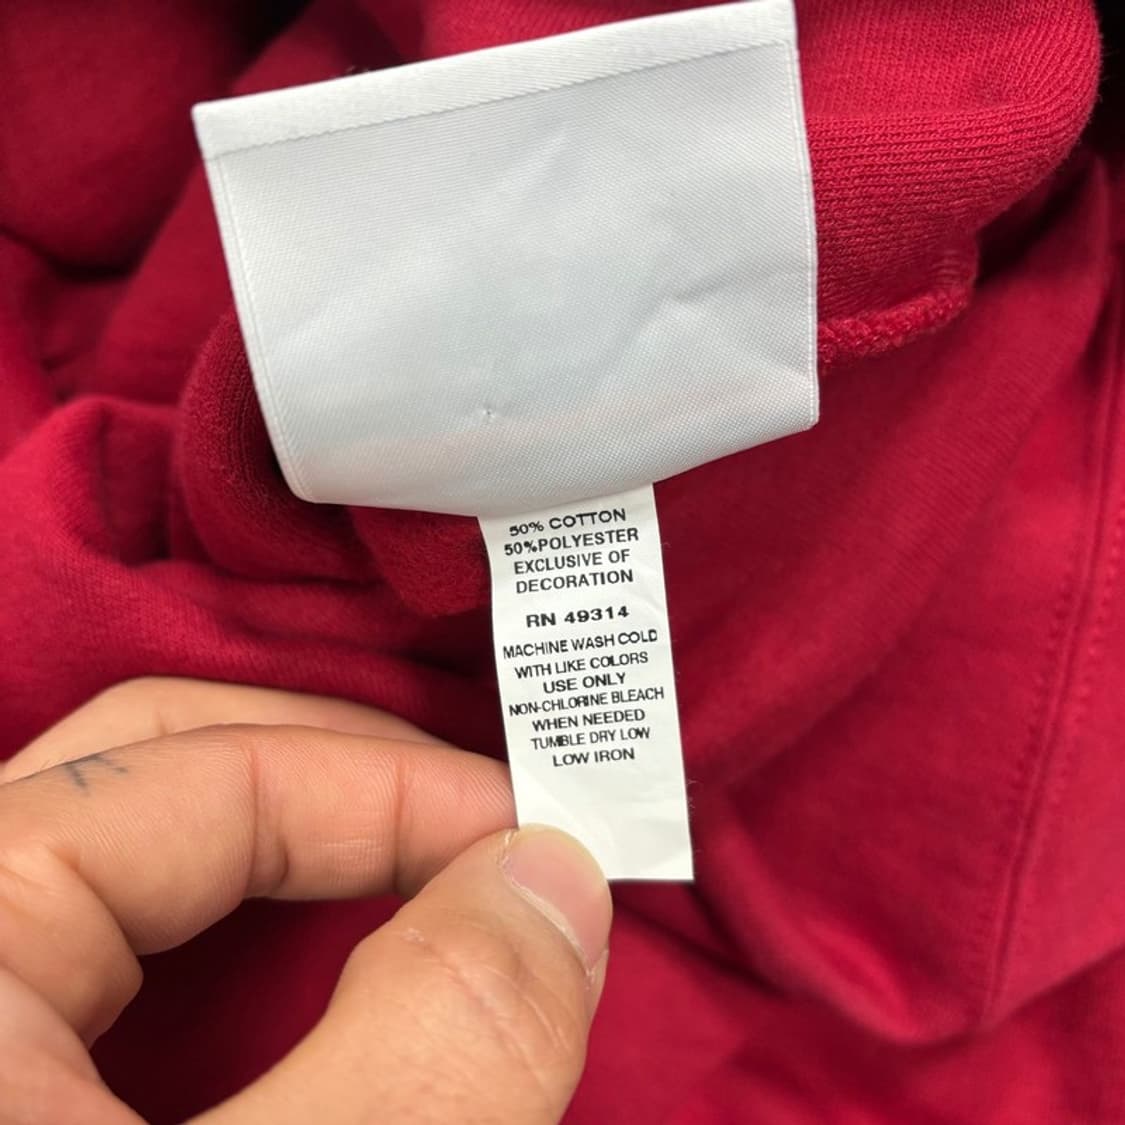 50% COTTON
50%POLYESTER
EXCLUSIVE OF
DECORATION
RN 49314
MACHINE WASH COLD
WITH LIKE COLORS
USE ONLY
NON-CHLORINE BLEACH
WHEN NEEDED
TUMBLE DRY LOW
LOW IRON